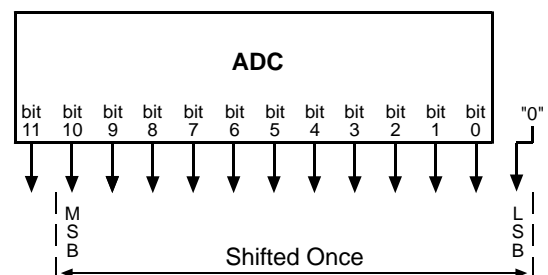 ADC
bit bit bit bit bit bit bit bit bit bit bit bit "0"
11 10 9 8 7 6 5 4 3 2 1 0
MSB LSB
Shifted Once